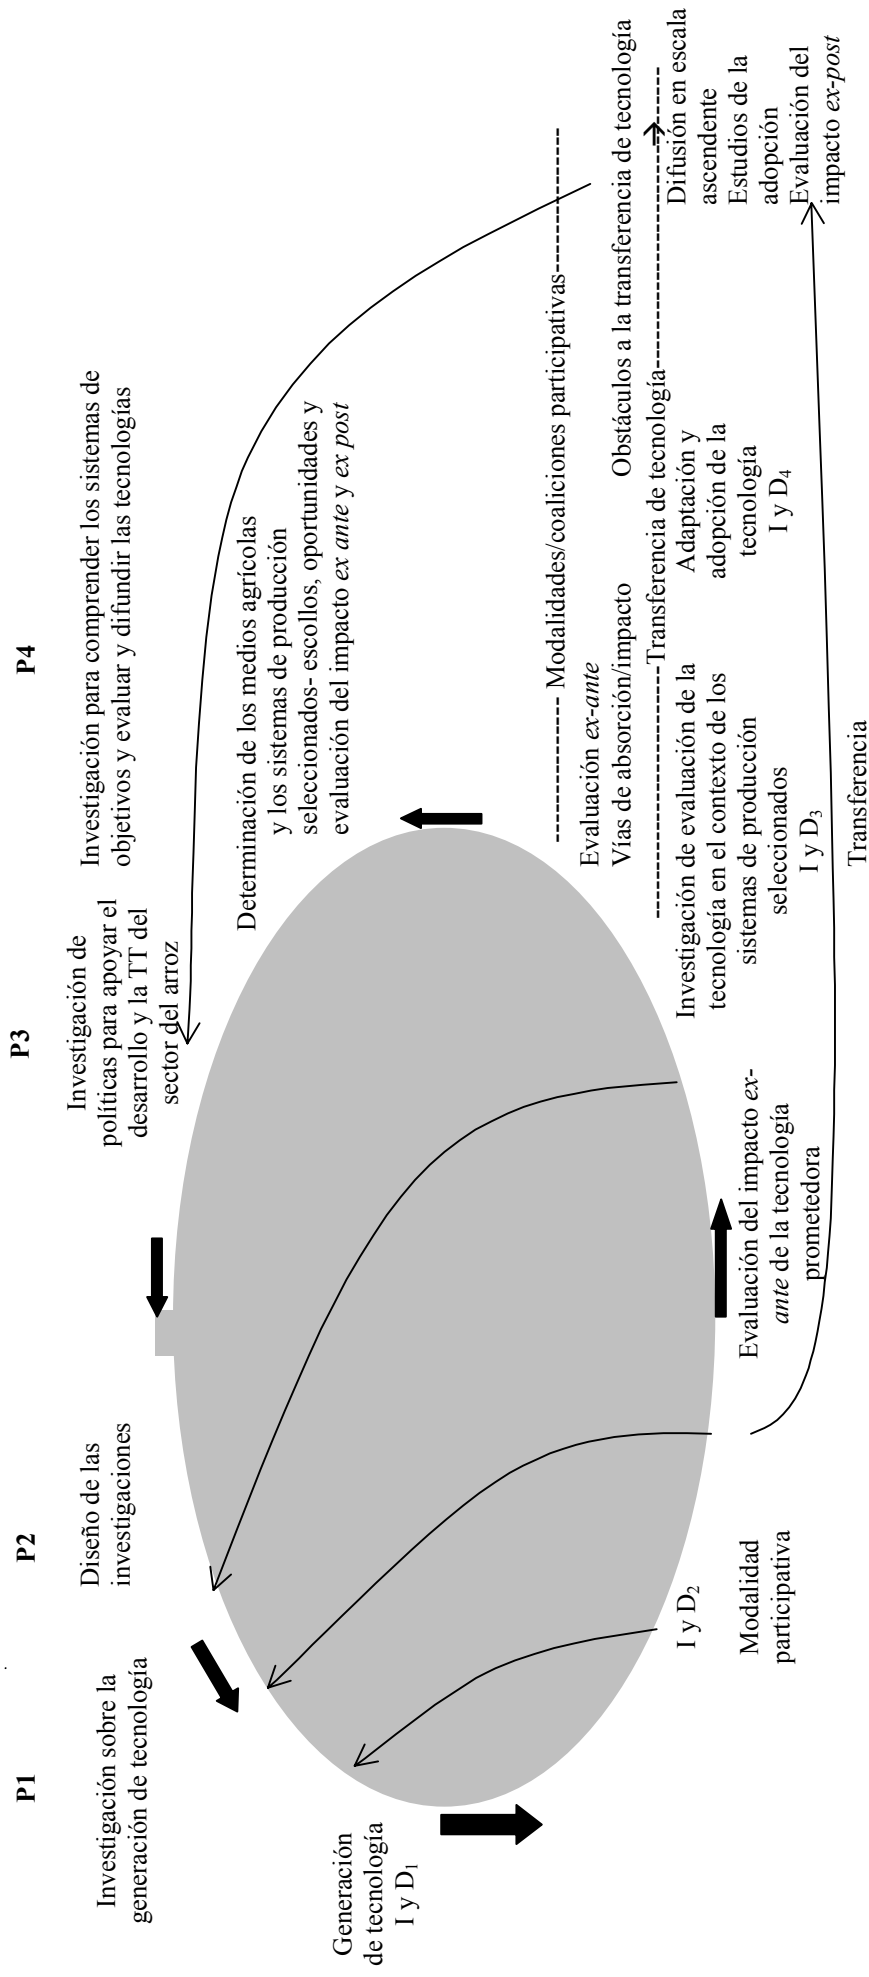 P1
P2
P3
P4
Investigación sobre la
generación de tecnología
Diseño de las
investigaciones
Investigación de
políticas para apoyar el
desarrollo y la TT del
sector del arroz
Investigación para comprender los sistemas de
objetivos y evaluar y difundir las tecnologías
Determinación de los medios agrícolas
y los sistemas de producción
seleccionados- escollos, oportunidades y
evaluación del impacto ex ante y ex post
Generación
de tecnología
I y D1
---------- Modalidades/coaliciones participativas----------
Evaluación ex-ante
Vías de absorción/impacto
Obstáculos a la transferencia de tecnología
----------Transferencia de tecnología----------
I y D2
Modalidad
participativa
Evaluación del impacto ex-
ante de la tecnología
prometedora
Investigación de evaluación de la
tecnología en el contexto de los
sistemas de producción
seleccionados
I y D3
Adaptación y
adopción de la
tecnología
I y D4
Difusión en escala
ascendente
Estudios de la
adopción
Evaluación del
impacto ex-post
Transferencia